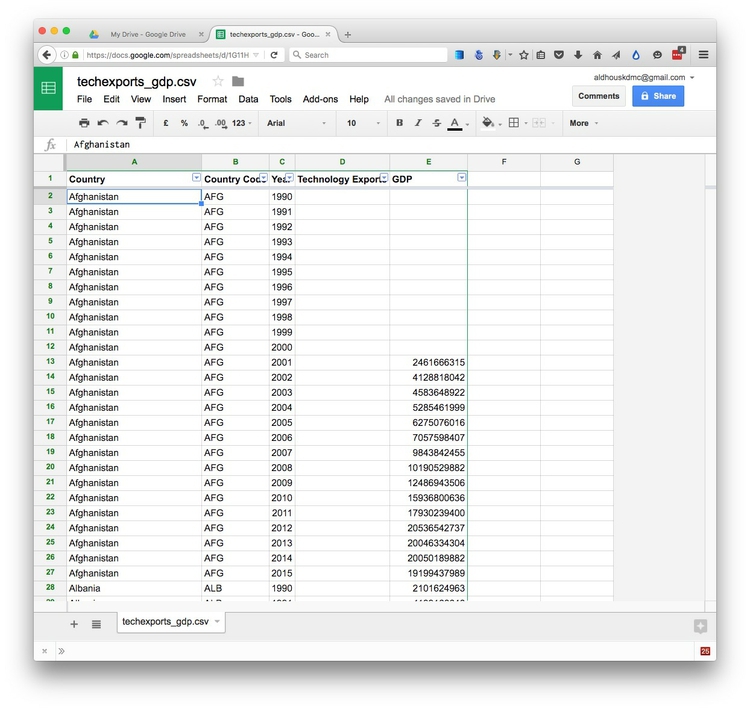 My Drive - Google Drive
techexports_gdp.csv - Goo...
https://docs.google.com/spreadsheets/d/1G11H
Search
4
techexports_gdp.csv
aldhouskdmc@gmail.com
File Edit View Insert Format Data Tools Add-ons Help All changes saved in Drive
Comments Share
£ % .0 .00 123 Arial 10 B I S A More
fx Afghanistan
A B C D E F G
1 Country Country Cod Yea Technology Export GDP
2 Afghanistan AFG 1990
3 Afghanistan AFG 1991
4 Afghanistan AFG 1992
5 Afghanistan AFG 1993
6 Afghanistan AFG 1994
7 Afghanistan AFG 1995
8 Afghanistan AFG 1996
9 Afghanistan AFG 1997
10 Afghanistan AFG 1998
11 Afghanistan AFG 1999
12 Afghanistan AFG 2000
13 Afghanistan AFG 2001 2461666315
14 Afghanistan AFG 2002 4128818042
15 Afghanistan AFG 2003 4583648922
16 Afghanistan AFG 2004 5285461999
17 Afghanistan AFG 2005 6275076016
18 Afghanistan AFG 2006 7057598407
19 Afghanistan AFG 2007 9843842455
20 Afghanistan AFG 2008 10190529882
21 Afghanistan AFG 2009 12486943506
22 Afghanistan AFG 2010 15936800636
23 Afghanistan AFG 2011 17930239400
24 Afghanistan AFG 2012 20536542737
25 Afghanistan AFG 2013 20046334304
26 Afghanistan AFG 2014 20050189882
27 Afghanistan AFG 2015 19199437989
28 Albania ALB 1990 2101624963
techexports_gdp.csv
25